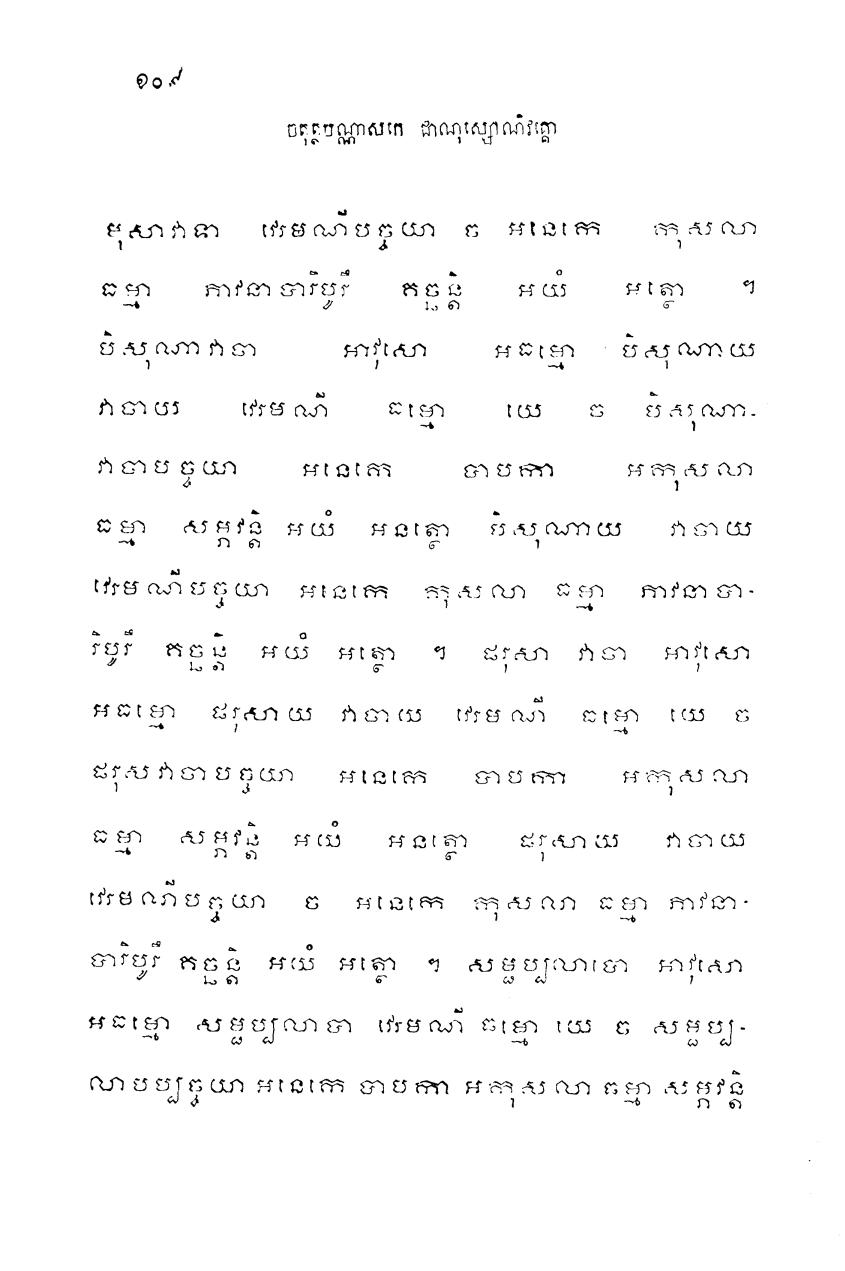 ១០៩
ចតុត្ថបណ្ណាសកេ ជាណុស្សោណិវគ្គោ
មុសាវាទា វេរមណីបច្ចយា ច អនេកេ កុសលា
ធម្មា ភាវនាបារិបូរឹ គច្ឆន្តិ អយំ អត្ថោ ។
បិសុណាវាចា អាវុសោ អធម្មោ បិសុណាយ
វាចាយ វេរមណី ធម្មោ យេ ច បិសុណា-
វាចាបច្ចយា អនេកេ បាបកា អកុសលា
ធម្មា សម្ភវន្តិ អយំ អនត្ថោ បិសុណាយ វាចាយ
វេរមណីបច្ចយា អនេកេ កុសលា ធម្មា ភាវនាបា-
រិបូរឹ គច្ឆន្តិ អយំ អត្ថោ ។ ផរុសា វាចា អាវុសោ
អធម្មោ ផរុសាយ វាចាយ វេរមណី ធម្មោ យេ ច
ផរុសវាចាបច្ចយា អនេកេ បាបកា អកុសលា
ធម្មា សម្ភវន្តិ អយំ អនត្ថោ ផរុសាយ វាចាយ
វេរមណីបច្ចយា ច អនេកេ កុសលា ធម្មា ភាវនា-
បារិបូរឹ គច្ឆន្តិ អយំ អត្ថោ ។ សម្ផប្បលាបោ អាវុសោ
អធម្មោ សម្ផប្បលាបា វេរមណី ធម្មោ យេ ច សម្ផប្ប-
លាបប្បច្ចយា អនេកេ បាបកា អកុសលា ធម្មា សម្ភវន្តិ